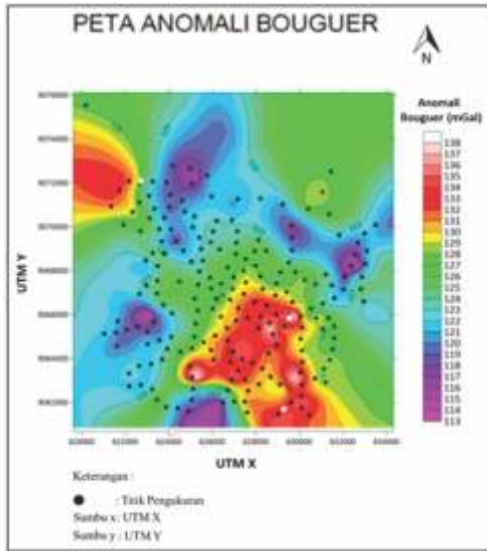 PETA ANOMALI BOUGUER
N
Anomali
Bouguer (mGal)
138
137
136
135
134
133
132
131
130
129
128
127
126
125
124
123
122
121
120
119
118
117
116
115
114
113
UTM Y
UTM X
Keterangan :
: Titik Pengukuran
Sumbu x : UTM X
Sumbu y : UTM Y